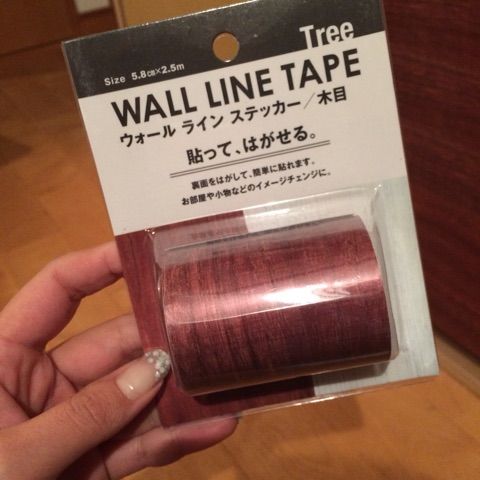 Tree
Size 5.8cm×2.5m
WALL LINE TAPE
ウォール ライン ステッカー／木目
貼って、はがせる。
裏面をはがして、簡単に貼れます。
お部屋や小物などのイメージチェンジに。